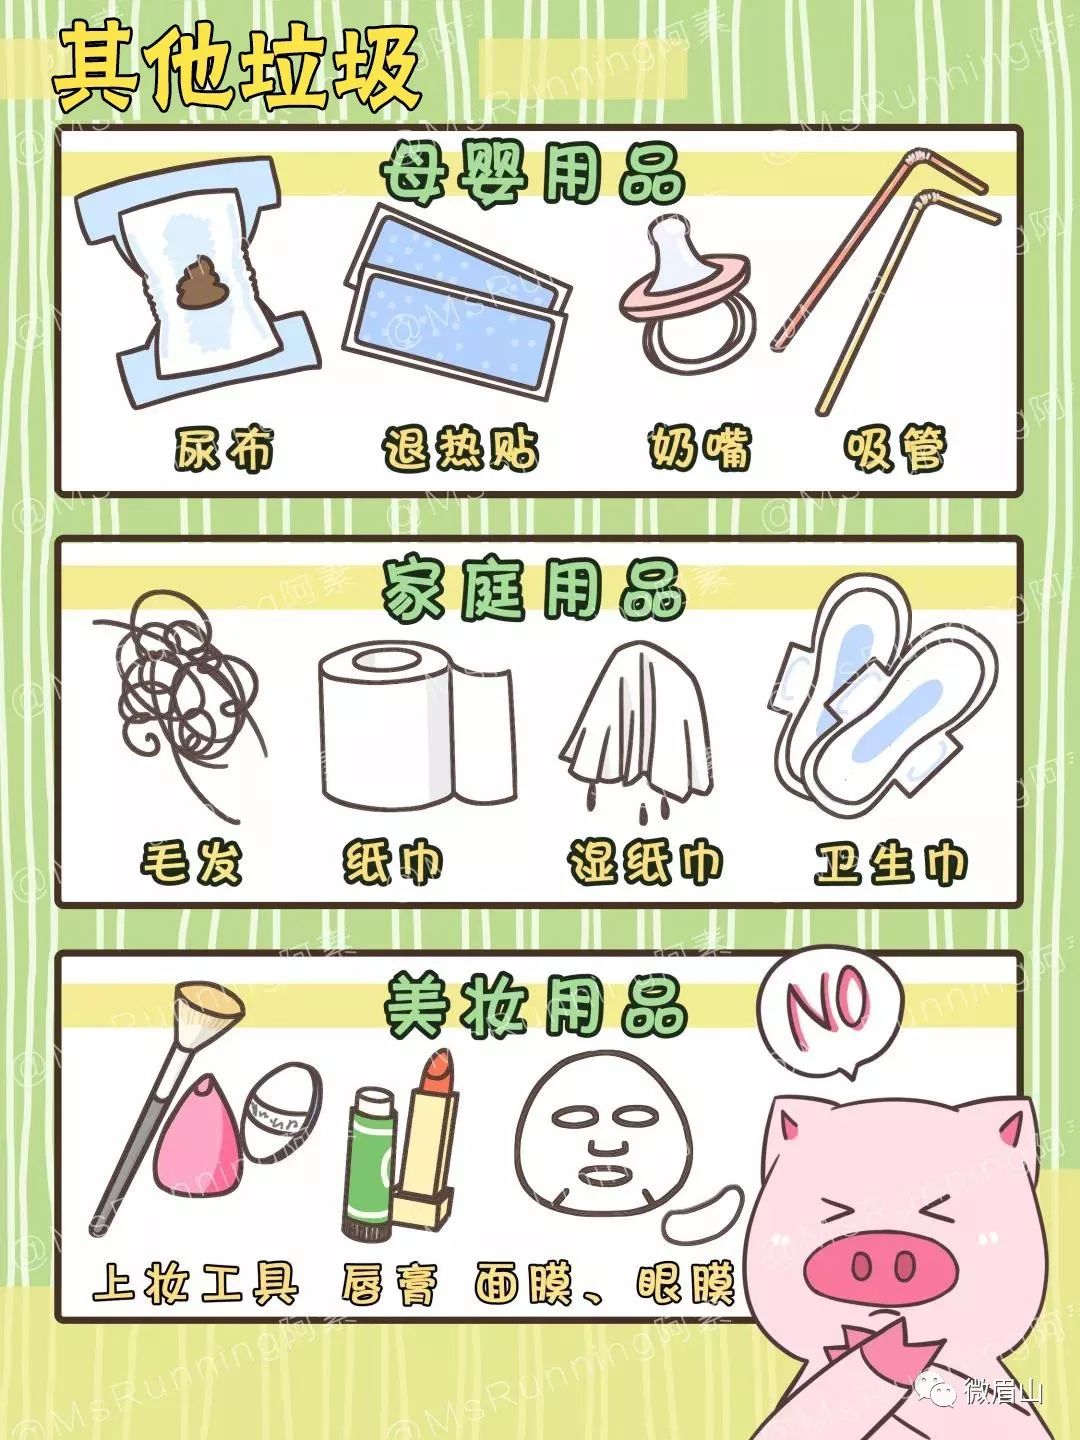 其他垃圾
母婴用品
尿布 退热贴 奶嘴 吸管
家庭用品
毛发 纸巾 湿纸巾 卫生巾
美妆用品
NO
上妆工具 唇膏 面膜、眼膜
微眉山
@MsRunning阿素